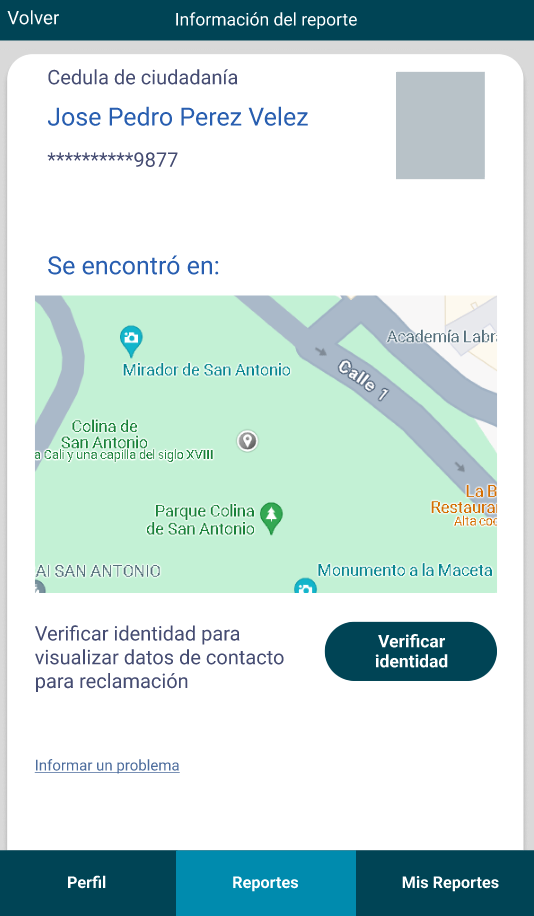 Volver
Información del reporte
Cedula de ciudadanía
Jose Pedro Perez Velez
**********9877
Se encontró en:
Academía Labra
Mirador de San Antonio
Calle 1
Colina de
San Antonio
a Cali y una capilla del siglo XVIII
La B
Restaura
Alta coc
Parque Colina
de San Antonio
AI SAN ANTONIO
Monumento a la Maceta
Verificar identidad para
visualizar datos de contacto
para reclamación
Verificar
identidad
Informar un problema
Perfil
Reportes
Mis Reportes